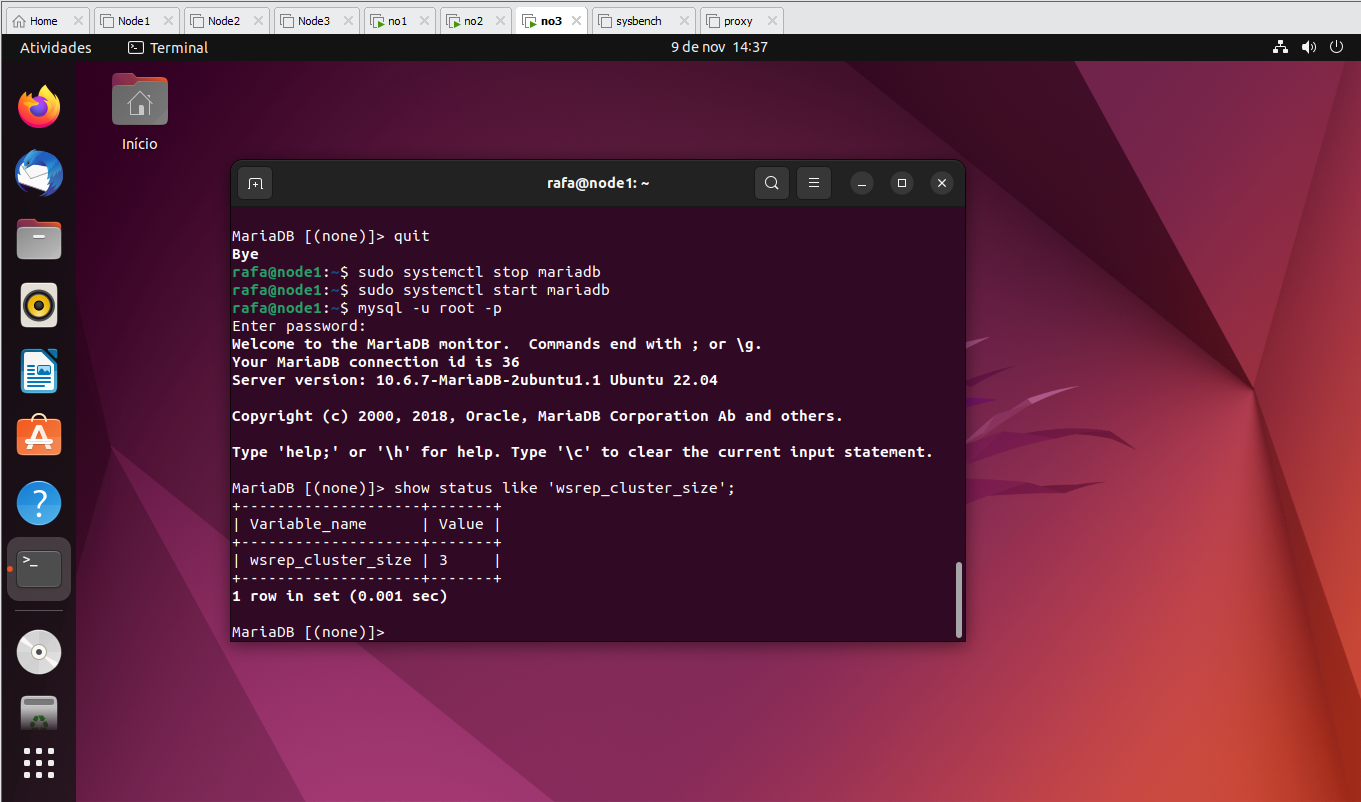 Home Node1 Node2 Node3 no1 no2 no3 sysbench proxy
Atividades Terminal 9 de nov 14:37
Início
rafa@node1: ~
MariaDB [(none)]> quit
Bye
rafa@node1:~$ sudo systemctl stop mariadb
rafa@node1:~$ sudo systemctl start mariadb
rafa@node1:~$ mysql -u root -p
Enter password:
Welcome to the MariaDB monitor.  Commands end with ; or \g.
Your MariaDB connection id is 36
Server version: 10.6.7-MariaDB-2ubuntu1.1 Ubuntu 22.04
Copyright (c) 2000, 2018, Oracle, MariaDB Corporation Ab and others.
Type 'help;' or '\h' for help. Type '\c' to clear the current input statement.
MariaDB [(none)]> show status like 'wsrep_cluster_size';
+--------------------+-------+
| Variable_name      | Value |
+--------------------+-------+
| wsrep_cluster_size | 3     |
+--------------------+-------+
1 row in set (0.001 sec)
MariaDB [(none)]>